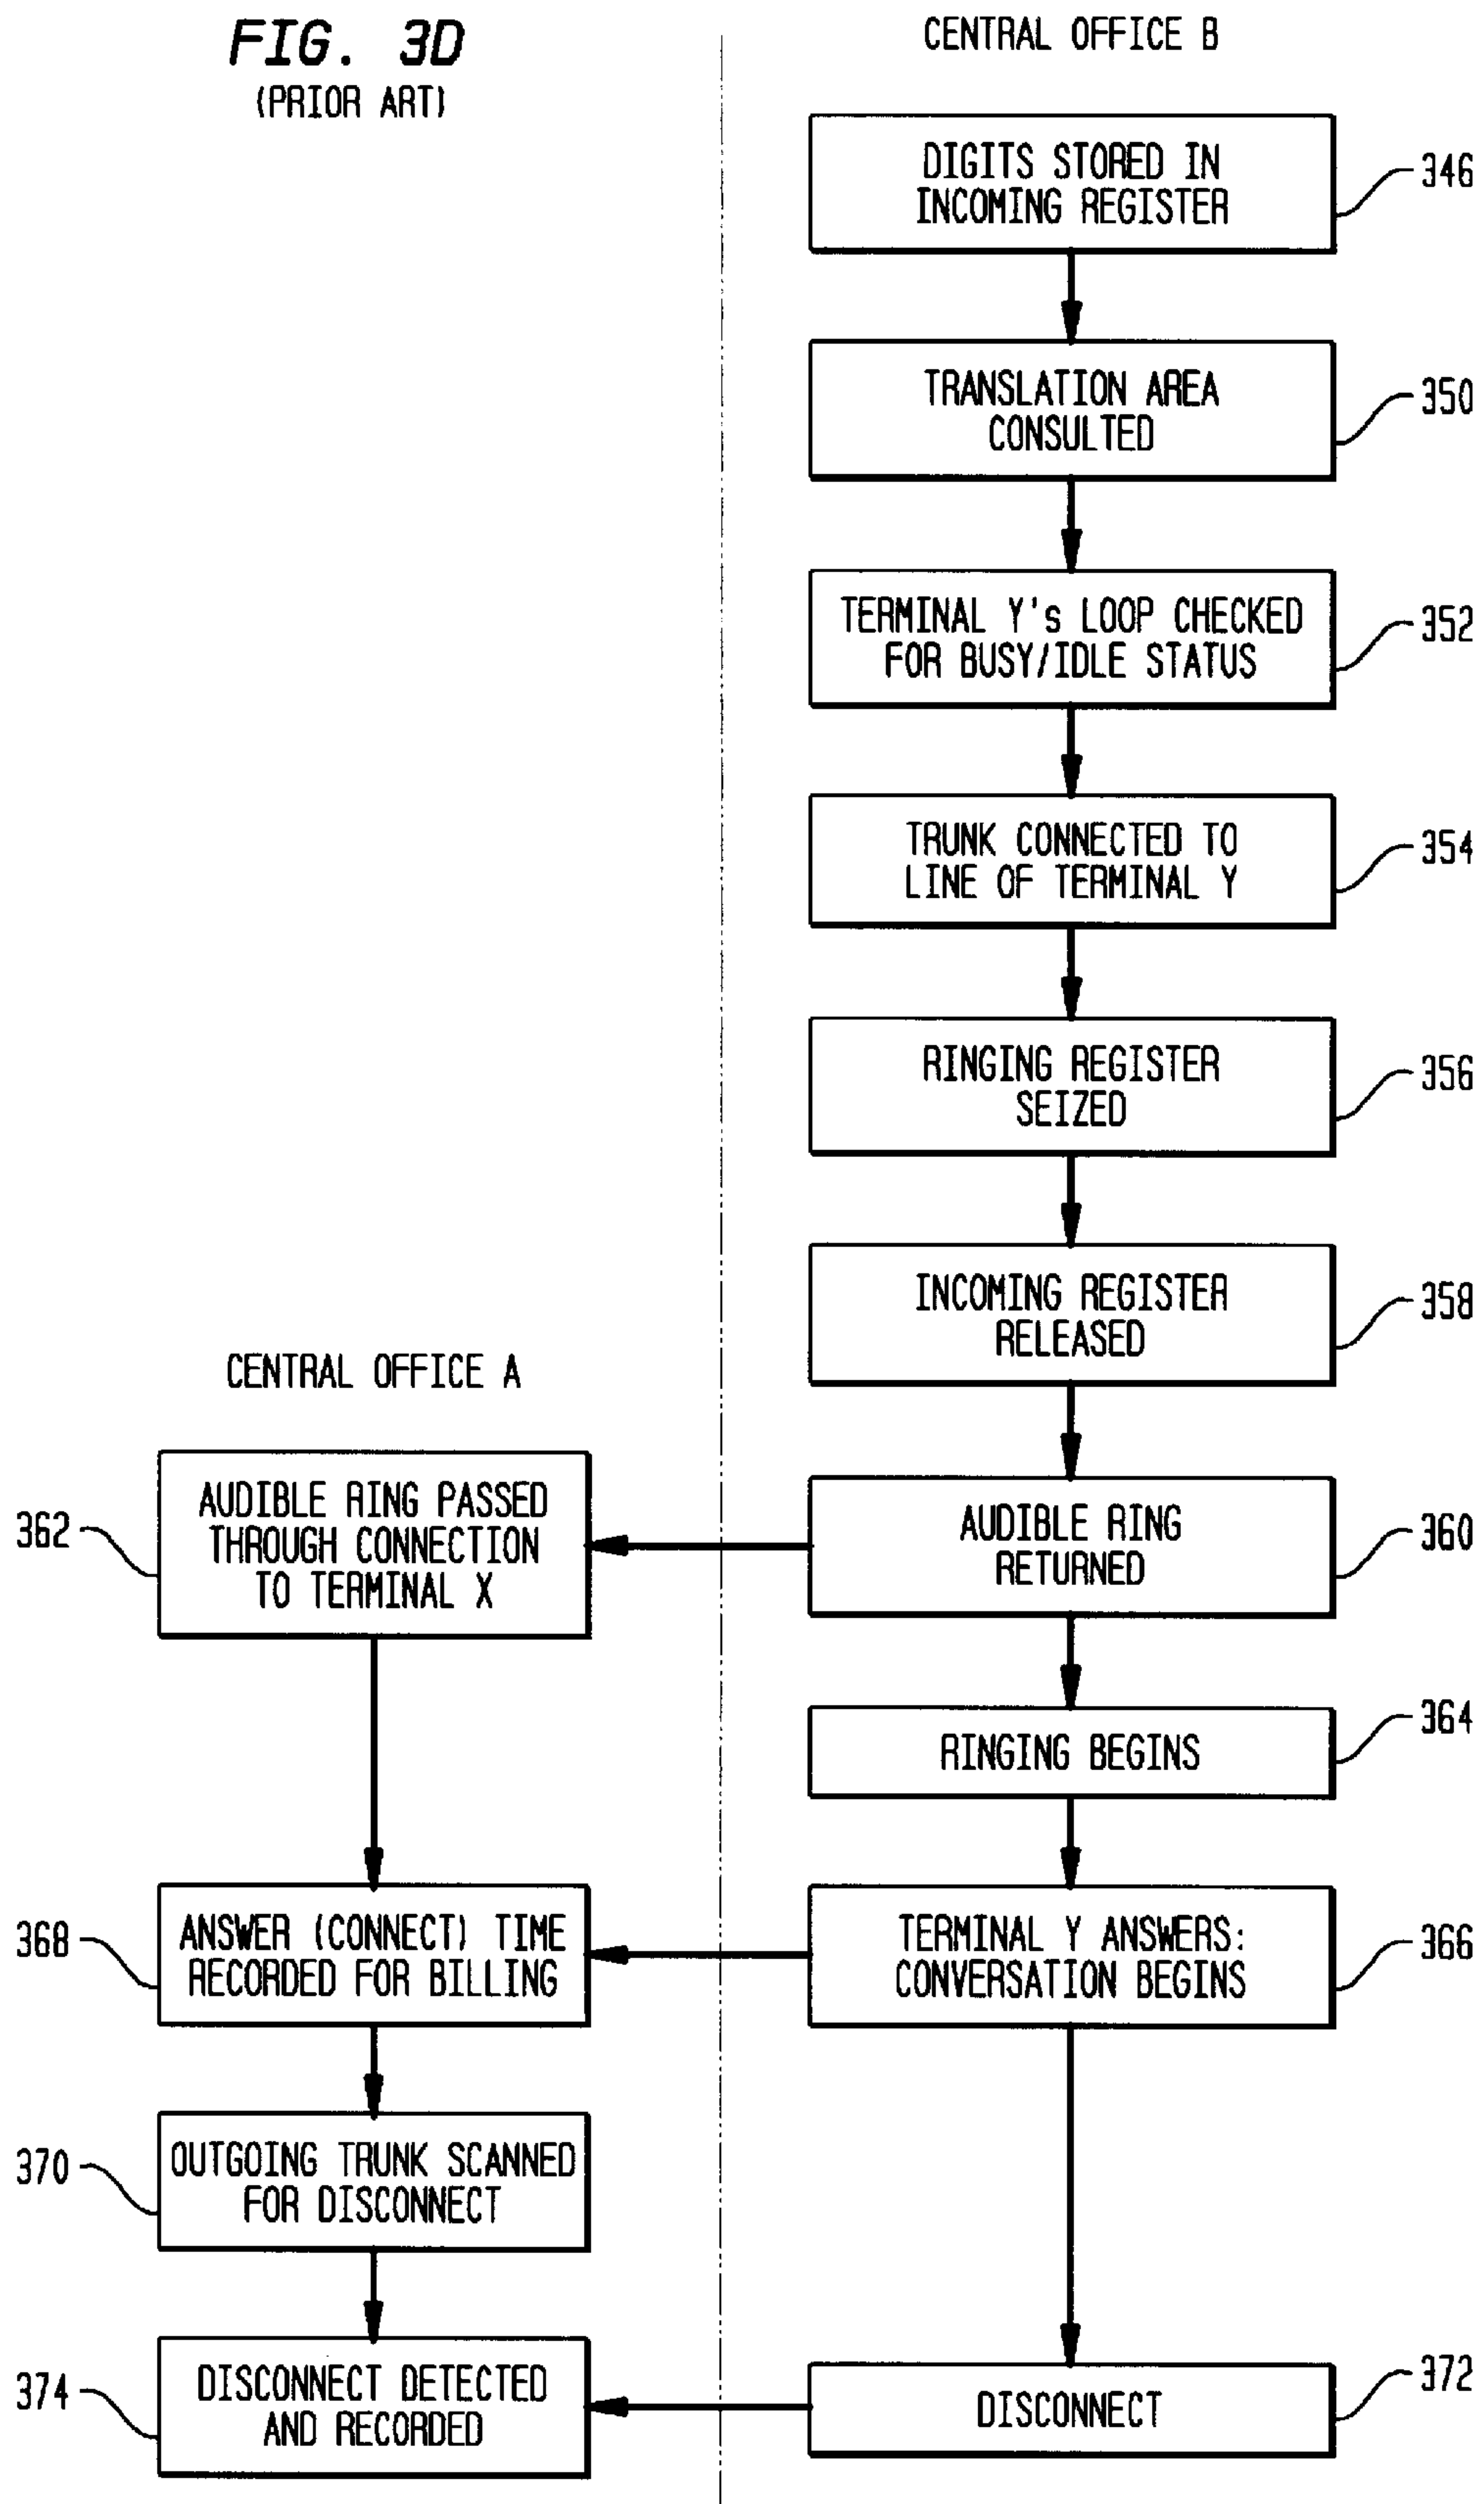 FIG. 3D
(PRIOR ART)
CENTRAL OFFICE B
DIGITS STORED IN
INCOMING REGISTER
346
TRANSLATION AREA
CONSULTED
350
TERMINAL Y's LOOP CHECKED
FOR BUSY/IDLE STATUS
352
TRUNK CONNECTED TO
LINE OF TERMINAL Y
354
RINGING REGISTER
SEIZED
356
INCOMING REGISTER
RELEASED
358
CENTRAL OFFICE A
362
AUDIBLE RING PASSED
THROUGH CONNECTION
TO TERMINAL X
AUDIBLE RING
RETURNED
360
RINGING BEGINS
364
368
ANSWER (CONNECT) TIME
RECORDED FOR BILLING
TERMINAL Y ANSWERS:
CONVERSATION BEGINS
366
370
OUTGOING TRUNK SCANNED
FOR DISCONNECT
374
DISCONNECT DETECTED
AND RECORDED
DISCONNECT
372